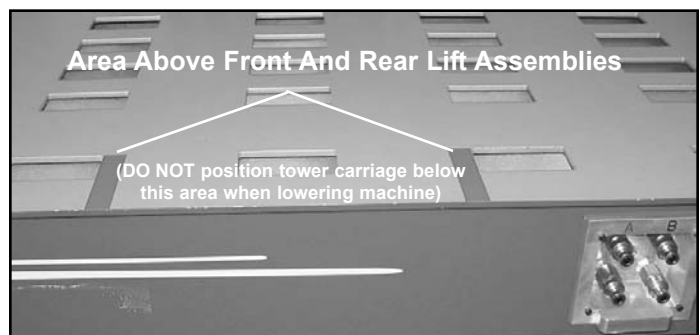 Area Above Front And Rear Lift Assemblies
(DO NOT position tower carriage below
this area when lowering machine)
A B